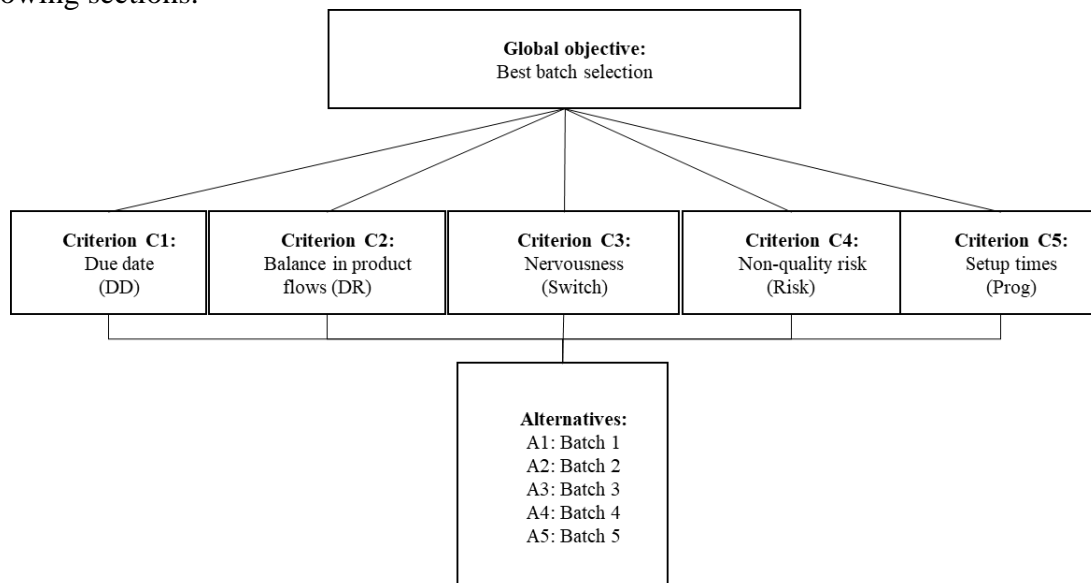 owing sections.
Global objective:
Best batch selection
Criterion C1:
Due date
(DD)
Criterion C2:
Balance in product
flows (DR)
Criterion C3:
Nervousness
(Switch)
Criterion C4:
Non-quality risk
(Risk)
Criterion C5:
Setup times
(Prog)
Alternatives:
A1: Batch 1
A2: Batch 2
A3: Batch 3
A4: Batch 4
A5: Batch 5